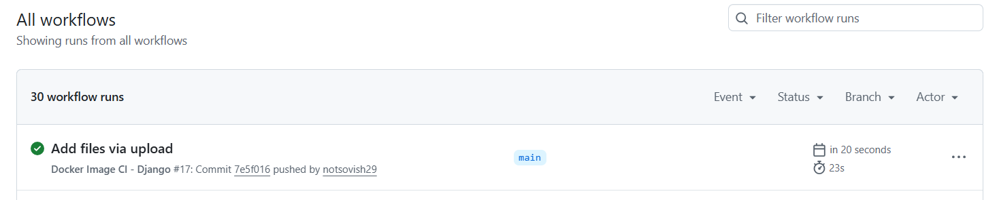 All workflows
Filter workflow runs
Showing runs from all workflows
30 workflow runs
Event Status Branch Actor
Add files via upload
main
in 20 seconds
Docker Image CI - Django #17: Commit 7e5f016 pushed by notsovish29
23s